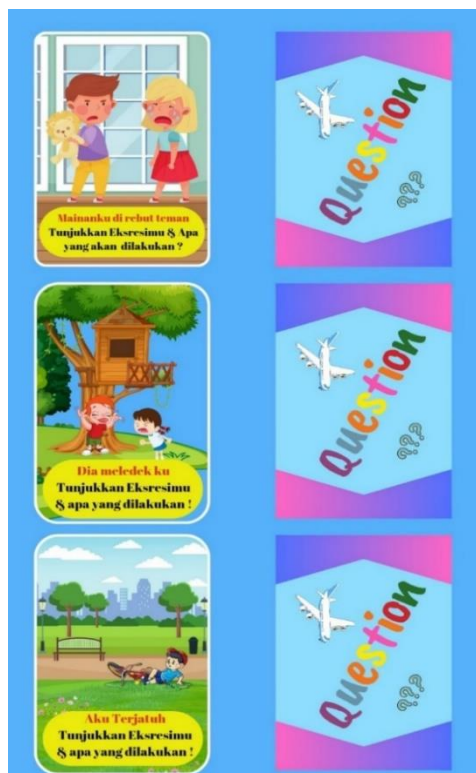 Mainanku di rebut teman
Tunjukkan Eksresimu & Apa
yang akan dilakukan ?
Question
???
Dia meledek ku
Tunjukkan Eksresimu
& apa yang dilakukan !
Question
???
Aku Terjatuh
Tunjukkan Eksresimu
& apa yang dilakukan !
Question
???